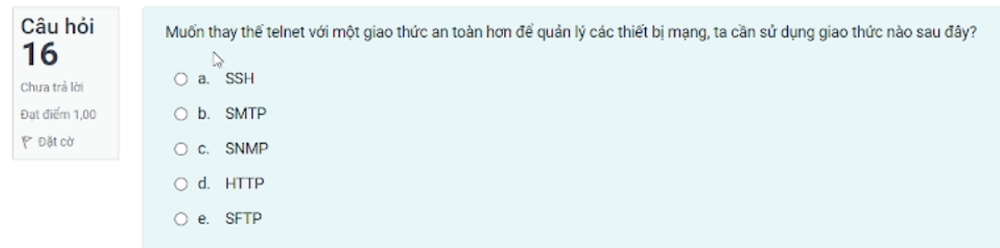 Câu hỏi
16
Chưa trả lời
Đạt điểm 1,00
Đặt cờ
Muốn thay thế telnet với một giao thức an toàn hơn để quản lý các thiết bị mạng, ta cần sử dụng giao thức nào sau đây?
a. SSH
b. SMTP
c. SNMP
d. HTTP
e. SFTP